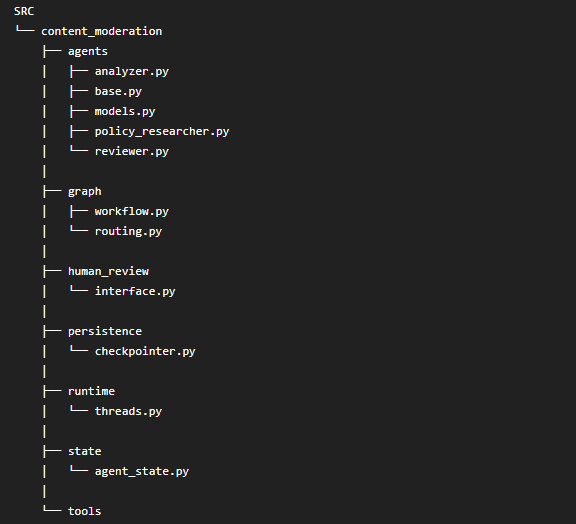 SRC
└── content_moderation
    ├── agents
    │   ├── analyzer.py
    │   ├── base.py
    │   ├── models.py
    │   ├── policy_researcher.py
    │   └── reviewer.py
    │
    ├── graph
    │   ├── workflow.py
    │   └── routing.py
    │
    ├── human_review
    │   └── interface.py
    │
    ├── persistence
    │   └── checkpointer.py
    │
    ├── runtime
    │   └── threads.py
    │
    ├── state
    │   └── agent_state.py
    │
    └── tools